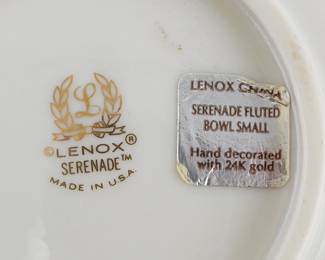 L
©LENOX®
SERENADE™
MADE IN U.S.A.
LENOX CHINA
SERENADE FLUTED
BOWL SMALL
Hand decorated
with 24K gold